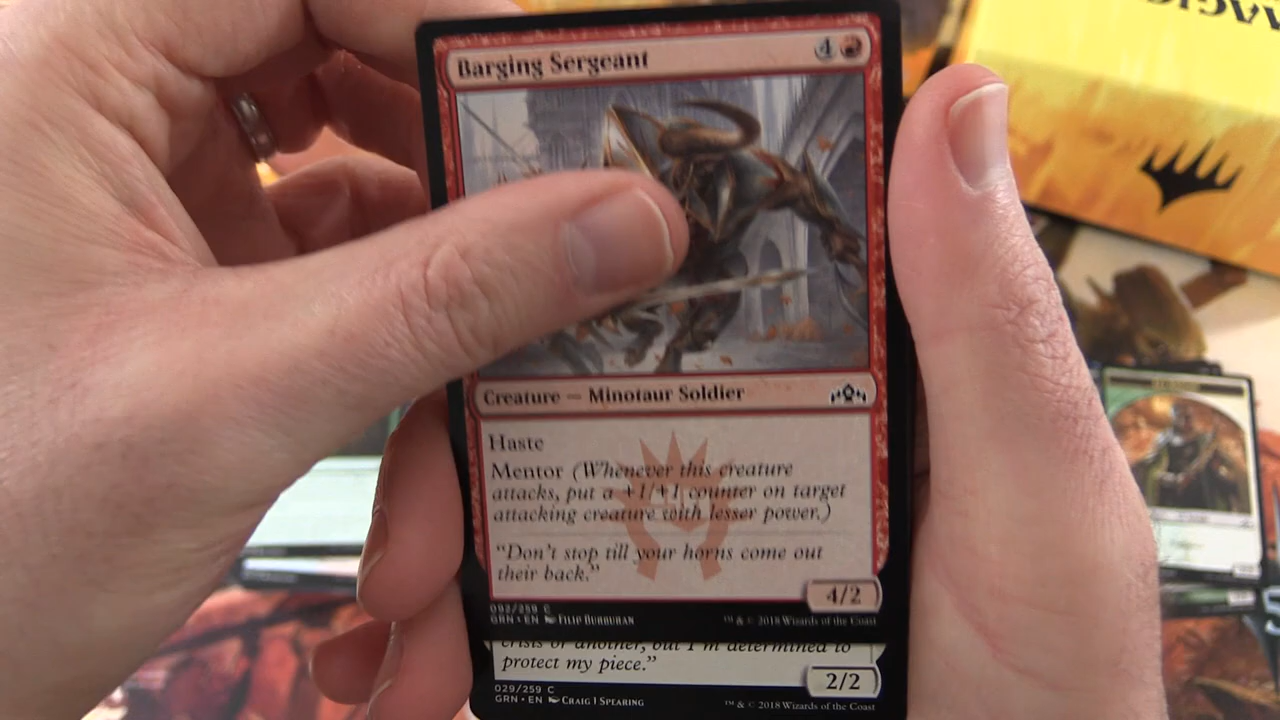 Barging Sergeant 4
Creature — Minotaur Soldier
Haste
Mentor (Whenever this creature
attacks, put a +1/+1 counter on target
attacking creature with lesser power.)
"Don't stop till your horns come out
their back."
4/2
092/259 C
GRN • EN Filip Burburan
™ & © 2018 Wizards of the Coast
crisis or another, but I'm determined to
protect my piece."
2/2
029/259 C
GRN • EN Craig J Spearing
™ & © 2018 Wizards of the Coast
MAGIC